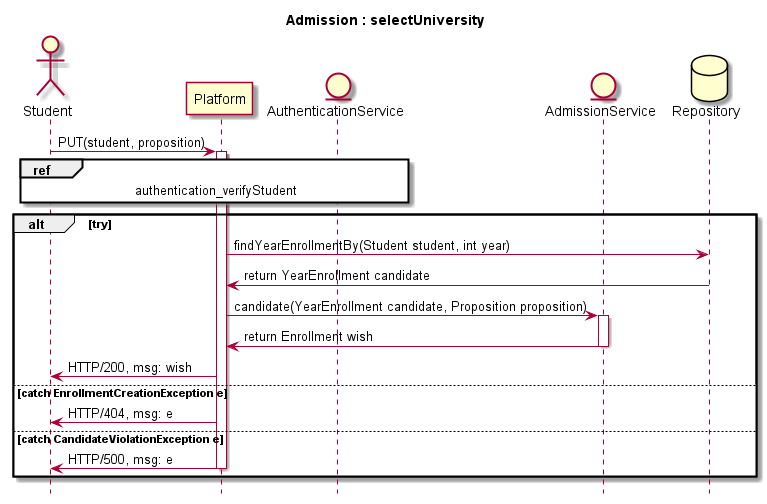 Admission : selectUniversity
Student
Platform
AuthenticationService
AdmissionService
Repository
PUT(student, proposition)
ref
authentication_verifyStudent
alt [try]
findYearEnrollmentBy(Student student, int year)
return YearEnrollment candidate
candidate(YearEnrollment candidate, Proposition proposition)
return Enrollment wish
HTTP/200, msg: wish
[catch EnrollmentCreationException e]
HTTP/404, msg: e
[catch CandidateViolationException e]
HTTP/500, msg: e